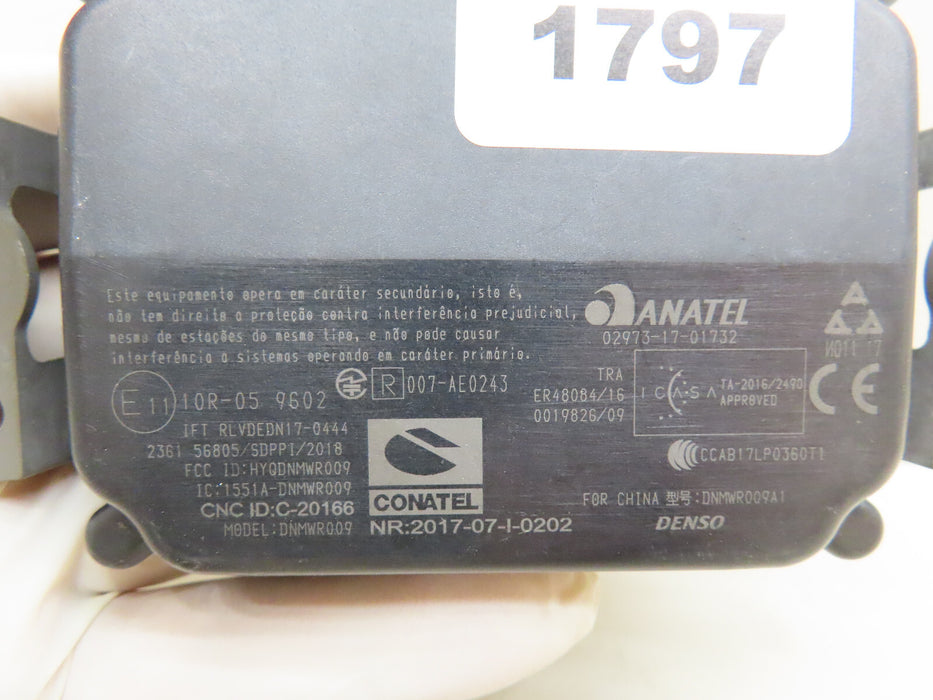 1797
Este equipamento opera em caráter secundário, isto é,
não tem direito a proteção contra interferência prejudicial,
mesmo de estações do mesmo tipo, e não pode causar
interferência a sistemas operando em caráter primário.
ANATEL
02973-17-01732
NO11 17
E11 10R-05 9602
R 007-AE0243
TRA
ER48084/16
0019826/09
ICASA TA-2016/2490
APPROVED
CE
IFT RLVDEDN17-0444
2361 56805/SDPPI/2018
FCC ID:HYQDNMWR009
IC:1551A-DNMWR009
CNC ID:C-20166
MODEL:DNMWR009
CONATEL
NR:2017-07-I-0202
CCAB17LP0360T1
FOR CHINA 型号:DNMWR009A1
DENSO